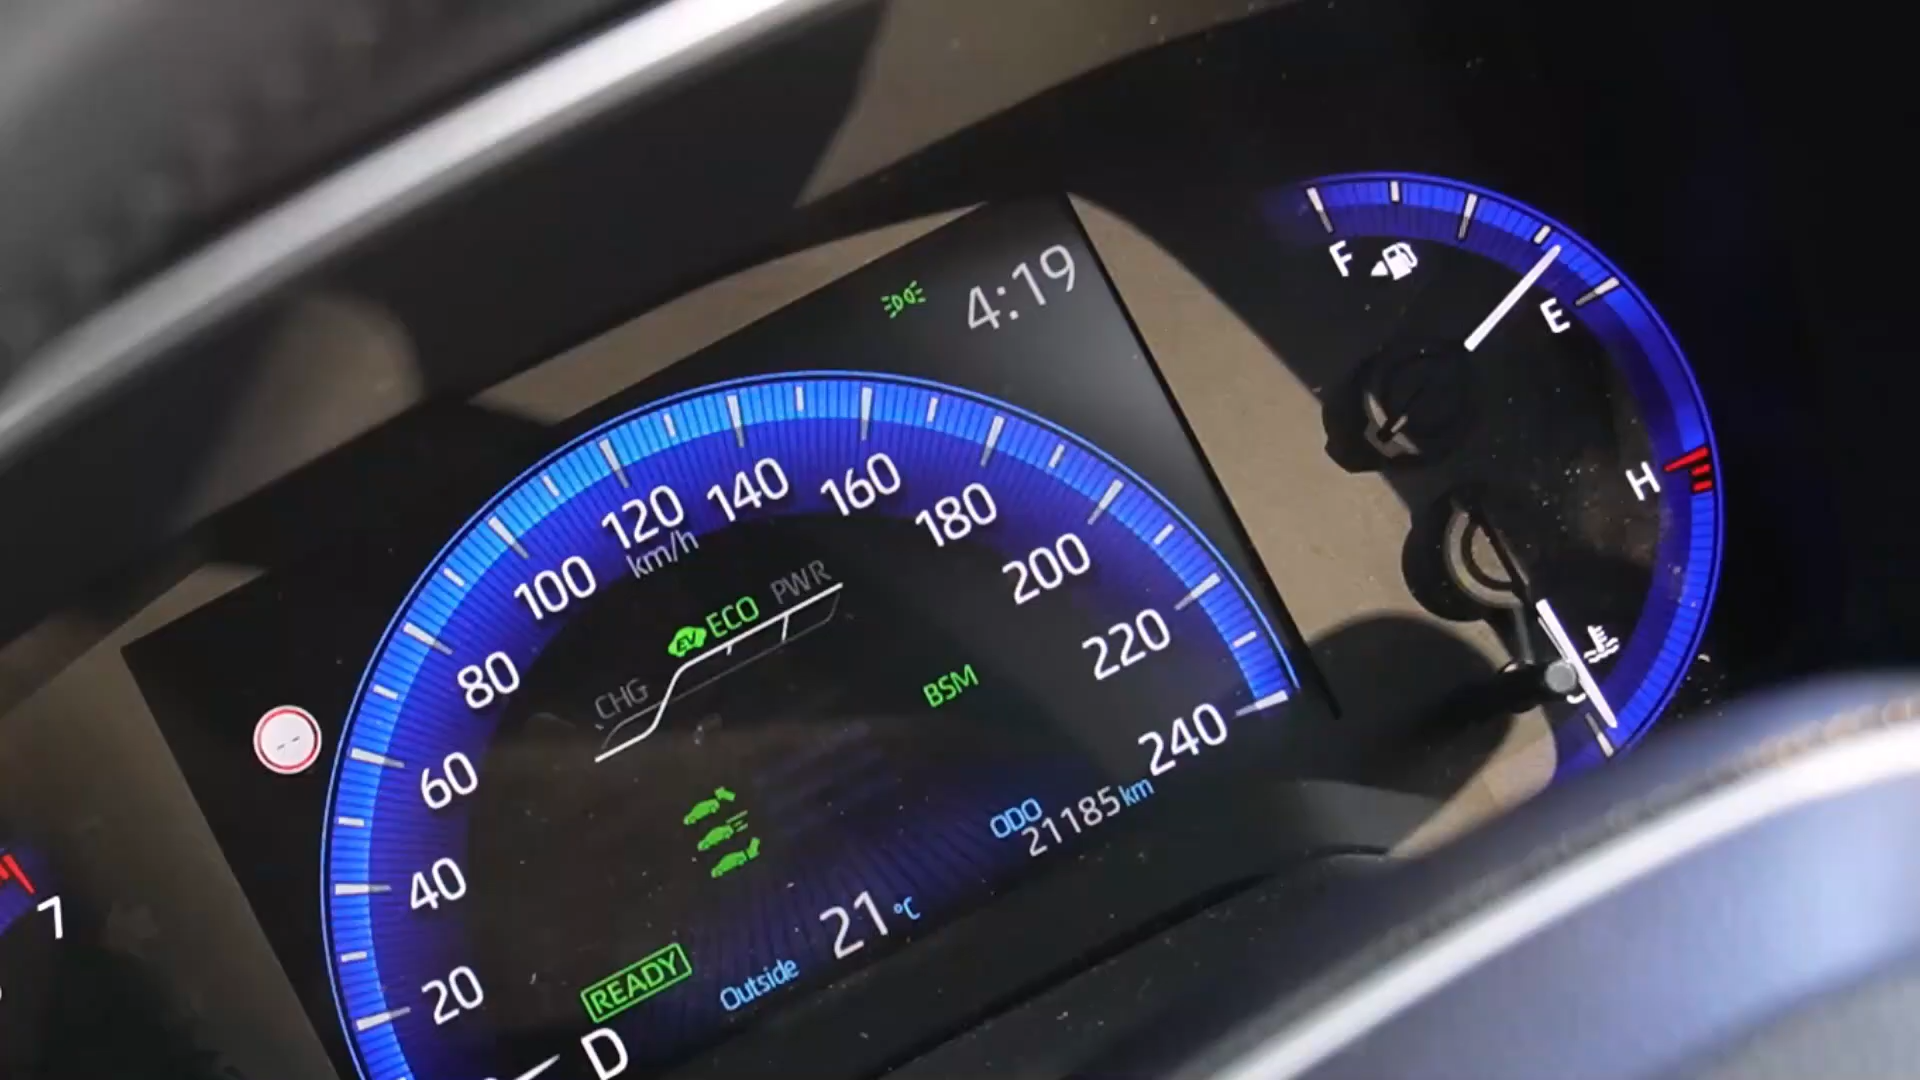 4:19
F
E
H
120
140
160
180
200
220
240
100
80
60
40
20
km/h
EV ECO
PWR
CHG
BSM
ODO
21185 km
21 °C
Outside
READY
D
7
--